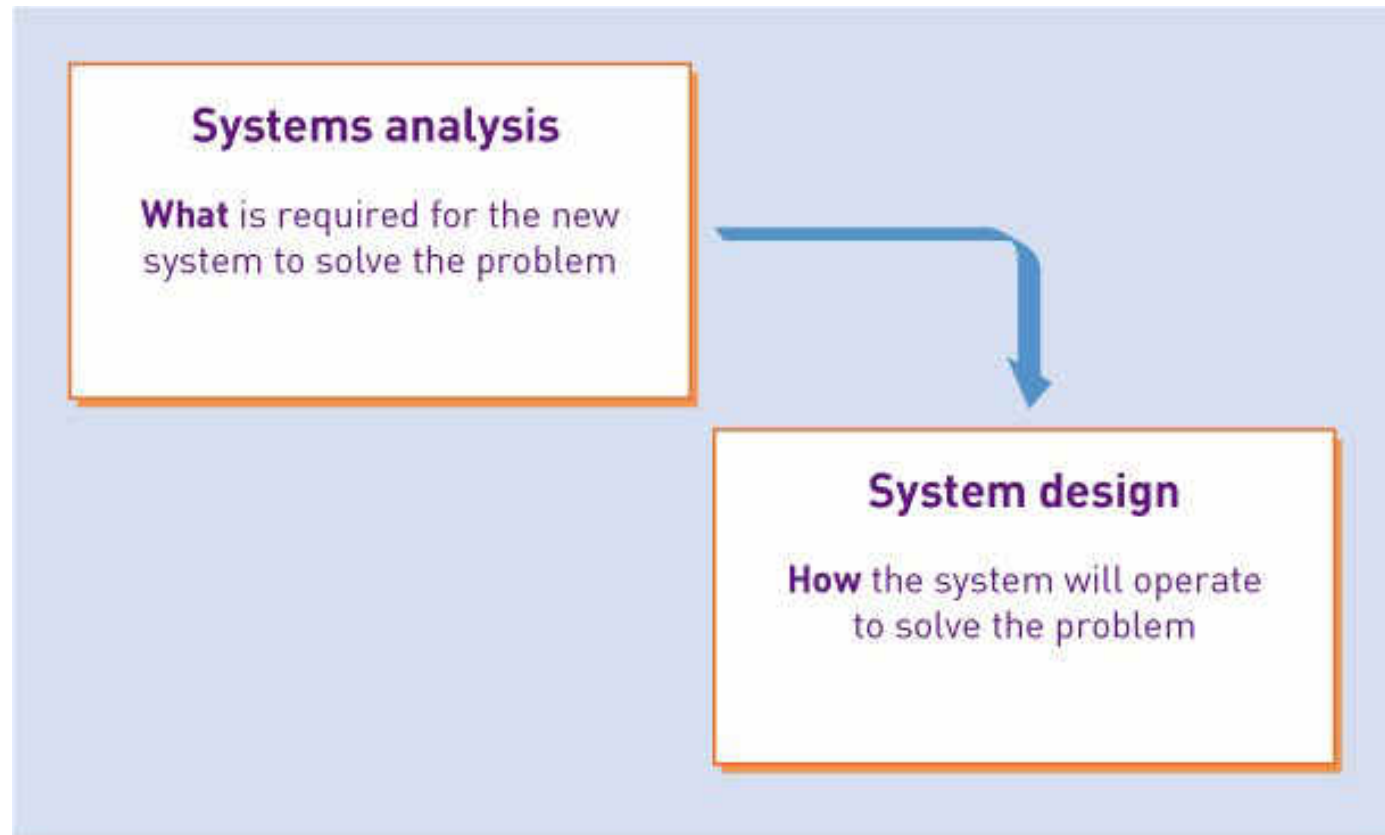 Systems analysis
What is required for the new
system to solve the problem
System design
How the system will operate
to solve the problem